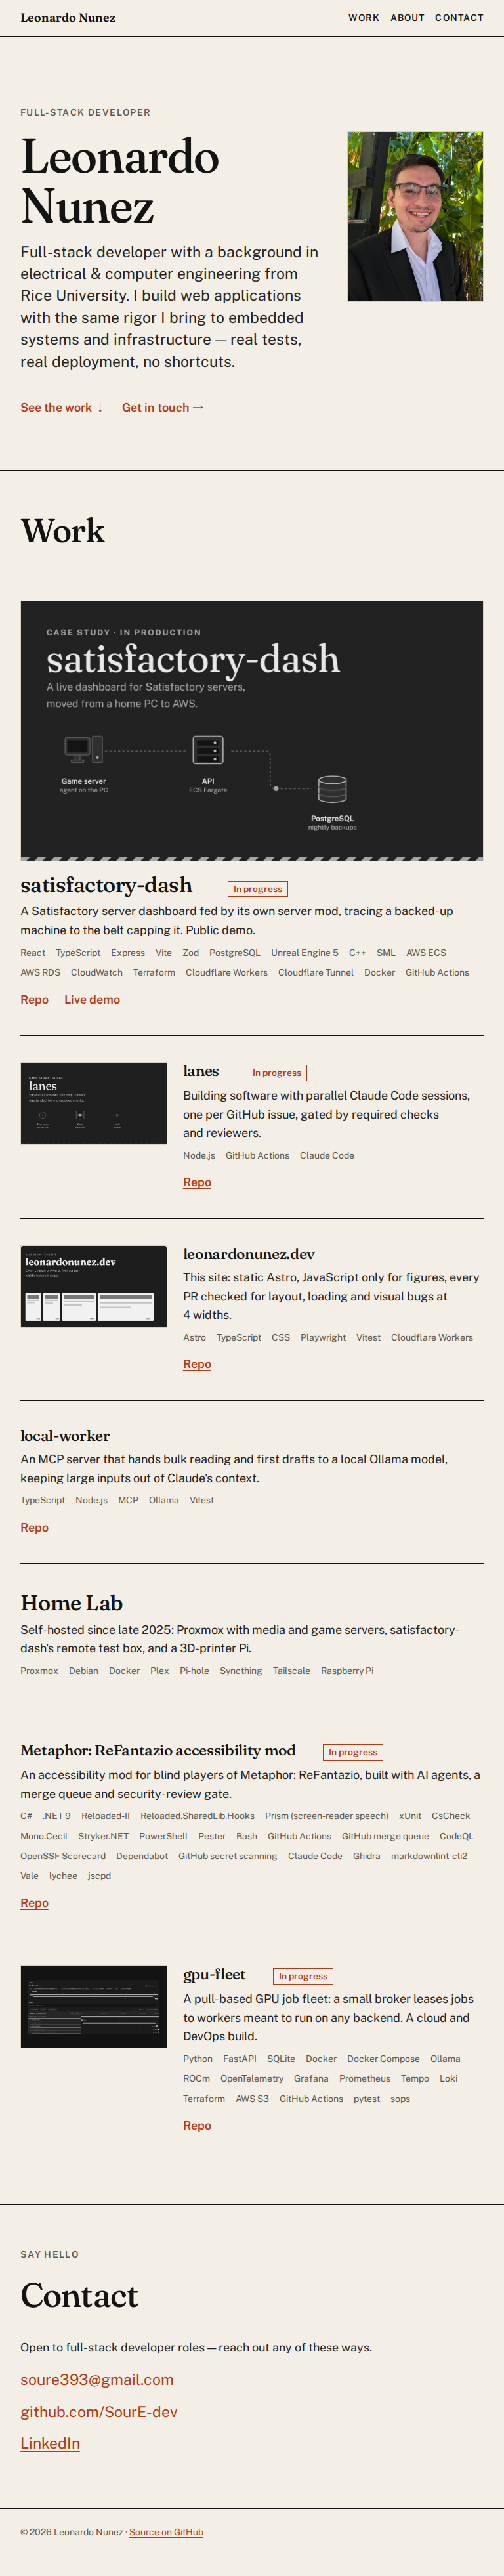 Leonardo Nunez
WORK ABOUT CONTACT
FULL-STACK DEVELOPER
Leonardo
Nunez
Full-stack developer with a background in
electrical & computer engineering from
Rice University. I build web applications
with the same rigor I bring to embedded
systems and infrastructure — real tests,
real deployment, no shortcuts.
See the work ↓ Get in touch →
Work
CASE STUDY · IN PRODUCTION
satisfactory-dash
A live dashboard for Satisfactory servers,
moved from a home PC to AWS.
Game server
agent on the PC
API
ECS Fargate
PostgreSQL
nightly backups
satisfactory-dash In progress
A Satisfactory server dashboard fed by its own server mod, tracing a backed-up
machine to the belt capping it. Public demo.
React TypeScript Express Vite Zod PostgreSQL Unreal Engine 5 C++ SML AWS ECS
AWS RDS CloudWatch Terraform Cloudflare Workers Cloudflare Tunnel Docker GitHub Actions
Repo Live demo
lanes
lanes In progress
Building software with parallel Claude Code sessions,
one per GitHub issue, gated by required checks
and reviewers.
Node.js GitHub Actions Claude Code
Repo
leonardonunez.dev
leonardonunez.dev
This site: static Astro, JavaScript only for figures, every
PR checked for layout, loading and visual bugs at
4 widths.
Astro TypeScript CSS Playwright Vitest Cloudflare Workers
Repo
local-worker
An MCP server that hands bulk reading and first drafts to a local Ollama model,
keeping large inputs out of Claude's context.
TypeScript Node.js MCP Ollama Vitest
Repo
Home Lab
Self-hosted since late 2025: Proxmox with media and game servers, satisfactory-
dash's remote test box, and a 3D-printer Pi.
Proxmox Debian Docker Plex Pi-hole Syncthing Tailscale Raspberry Pi
Metaphor: ReFantazio accessibility mod In progress
An accessibility mod for blind players of Metaphor: ReFantazio, built with AI agents, a
merge queue and security-review gate.
C# .NET 9 Reloaded-II Reloaded.SharedLib.Hooks Prism (screen-reader speech) xUnit CsCheck
Mono.Cecil Stryker.NET PowerShell Pester Bash GitHub Actions GitHub merge queue CodeQL
OpenSSF Scorecard Dependabot GitHub secret scanning Claude Code Ghidra markdownlint-cli2
Vale lychee jscpd
Repo
gpu-fleet In progress
A pull-based GPU job fleet: a small broker leases jobs
to workers meant to run on any backend. A cloud and
DevOps build.
Python FastAPI SQLite Docker Docker Compose Ollama
ROCm OpenTelemetry Grafana Prometheus Tempo Loki
Terraform AWS S3 GitHub Actions pytest sops
Repo
SAY HELLO
Contact
Open to full-stack developer roles — reach out any of these ways.
soure393@gmail.com
github.com/SourE-dev
LinkedIn
© 2026 Leonardo Nunez · Source on GitHub